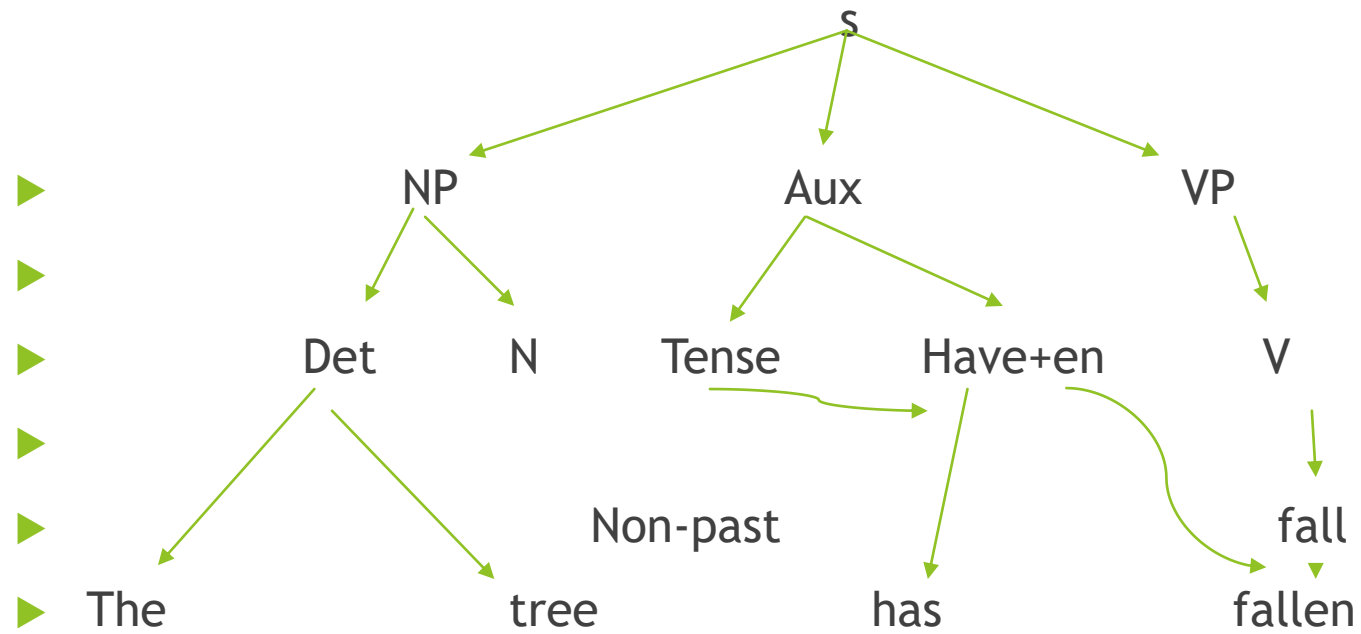 s
NP Aux VP
Det N Tense Have+en V
Non-past fall
The tree has fallen